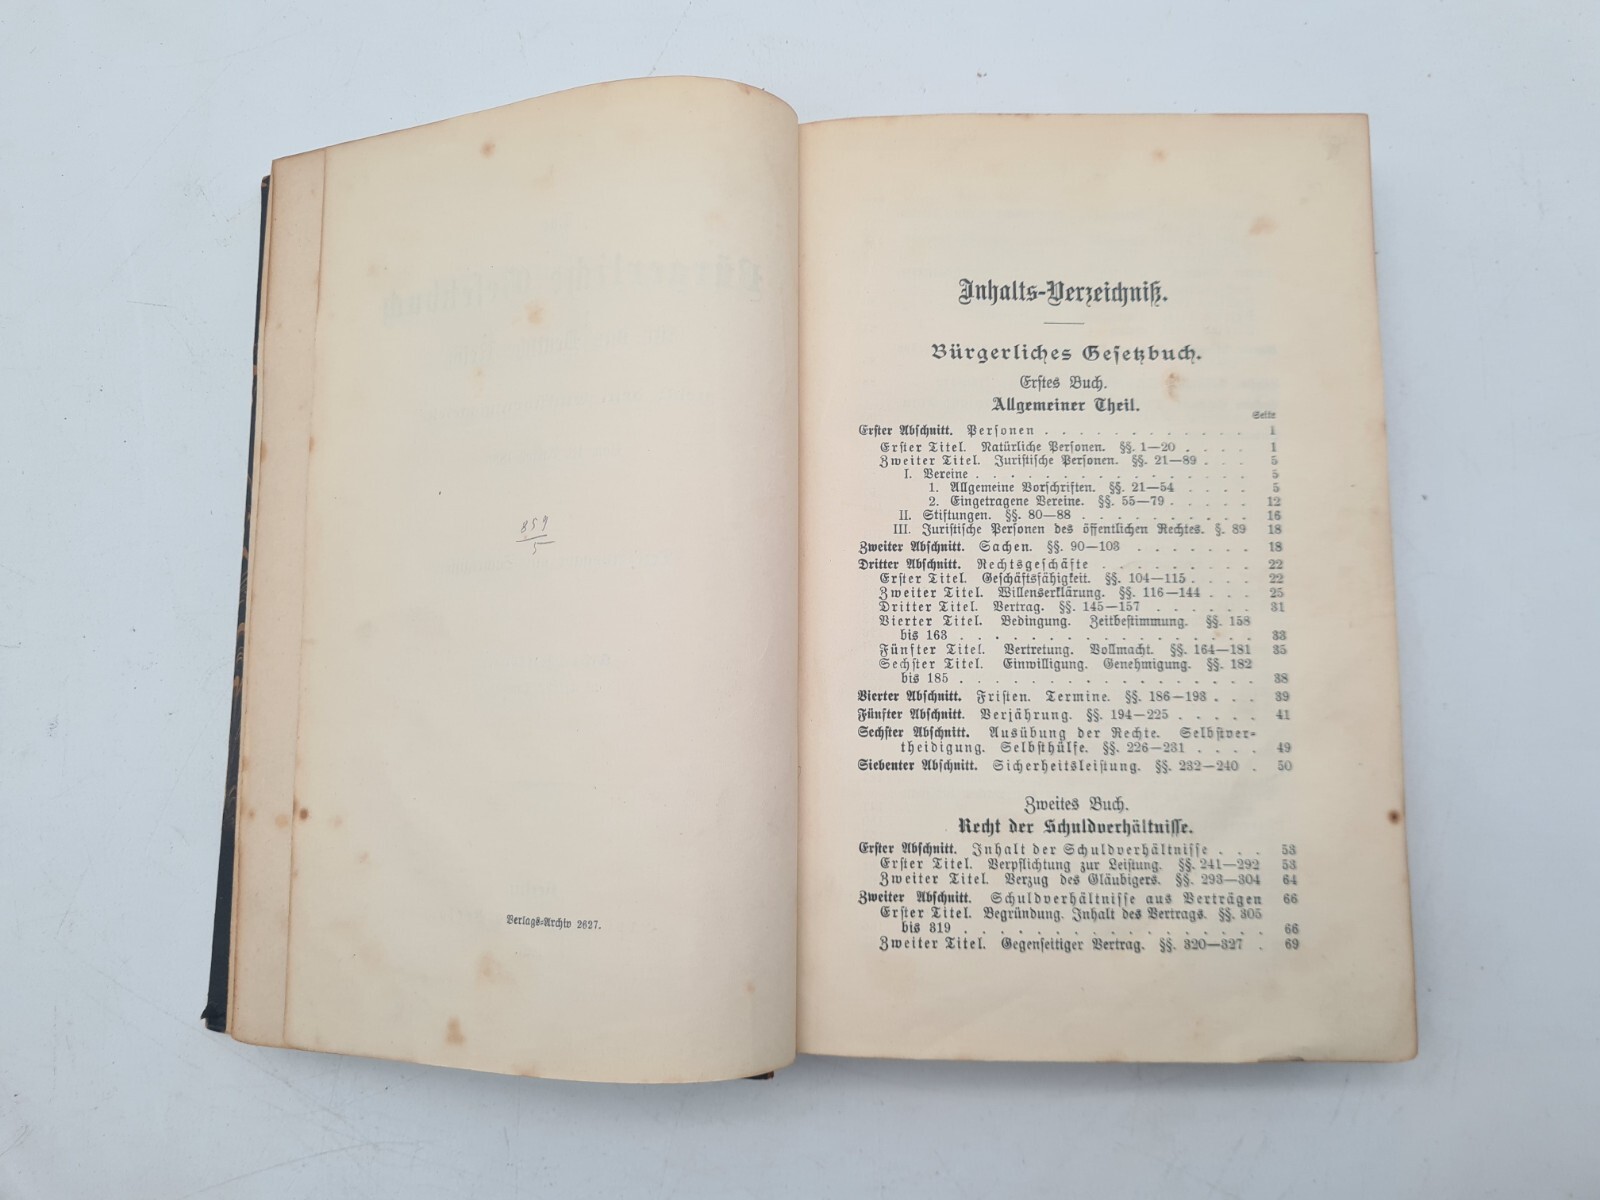 859
5
Verlags-Archiv 2627.
Inhalts-Verzeichniß.
Bürgerliches Gesetzbuch.
Erstes Buch.
Allgemeiner Theil.
Seite
Erster Abschnitt. Personen . . . . . . . . . . . . 1
Erster Titel. Natürliche Personen. §§. 1—20 . . . . 1
Zweiter Titel. Juristische Personen. §§. 21—89 . . . 5
I. Vereine . . . . . . . . . . . . . . . . 5
1. Allgemeine Vorschriften. §§. 21—54 . . . . 5
2. Eingetragene Vereine. §§. 55—79 . . . . . 12
II. Stiftungen. §§. 80—88 . . . . . . . . . . 16
III. Juristische Personen des öffentlichen Rechtes. §. 89 18
Zweiter Abschnitt. Sachen. §§. 90—103 . . . . . . . 18
Dritter Abschnitt. Rechtsgeschäfte . . . . . . . . . 22
Erster Titel. Geschäftsfähigkeit. §§. 104—115 . . . . 22
Zweiter Titel. Willenserklärung. §§. 116—144 . . . 25
Dritter Titel. Vertrag. §§. 145—157 . . . . . . 31
Vierter Titel. Bedingung. Zeitbestimmung. §§. 158
bis 163 . . . . . . . . . . . . . . . . . 33
Fünfter Titel. Vertretung. Vollmacht. §§. 164—181 35
Sechster Titel. Einwilligung. Genehmigung. §§. 182
bis 185 . . . . . . . . . . . . . . . . . 38
Vierter Abschnitt. Fristen. Termine. §§. 186—193 . . . 39
Fünfter Abschnitt. Verjährung. §§. 194—225 . . . . . 41
Sechster Abschnitt. Ausübung der Rechte. Selbstver-
theidigung. Selbsthülfe. §§. 226—231 . . . . 49
Siebenter Abschnitt. Sicherheitsleistung. §§. 232—240 . 50
Zweites Buch.
Recht der Schuldverhältnisse.
Erster Abschnitt. Inhalt der Schuldverhältnisse . . . 53
Erster Titel. Verpflichtung zur Leistung. §§. 241—292 53
Zweiter Titel. Verzug des Gläubigers. §§. 293—304 64
Zweiter Abschnitt. Schuldverhältnisse aus Verträgen 66
Erster Titel. Begründung. Inhalt des Vertrags. §§. 305
bis 319 . . . . . . . . . . . . . . . . . 66
Zweiter Titel. Gegenseitiger Vertrag. §§. 320—327 . 69